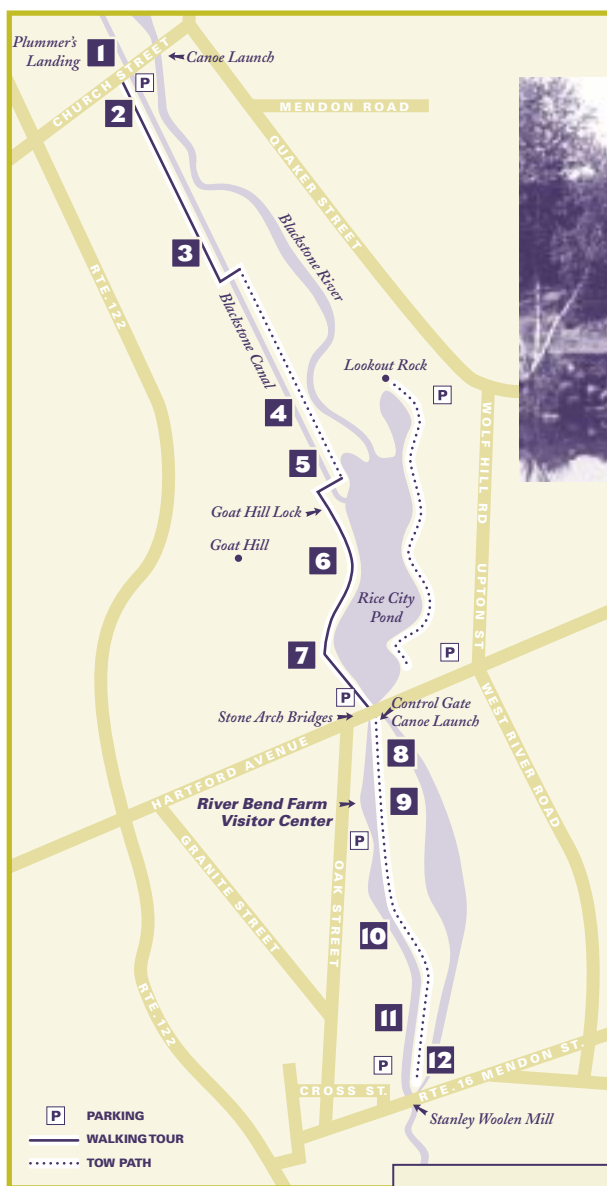 Plummer's
Landing
1
Canoe Launch
P
CHURCH STREET
2
MENDON ROAD
QUAKER STREET
RTE.122
3
Blackstone River
Blackstone Canal
Lookout Rock
P
4
WOLF HILL RD
5
Goat Hill Lock
Goat Hill
6
UPTON ST
Rice City
Pond
7
P
P
Stone Arch Bridges
Control Gate
Canoe Launch
WEST RIVER ROAD
8
HARTFORD AVENUE
9
River Bend Farm
Visitor Center
P
GRANITE STREET
OAK STREET
10
RTE.122
11
P
12
CROSS ST.
RTE.16 MENDON ST.
Stanley Woolen Mill
P PARKING
WALKING TOUR
TOW PATH